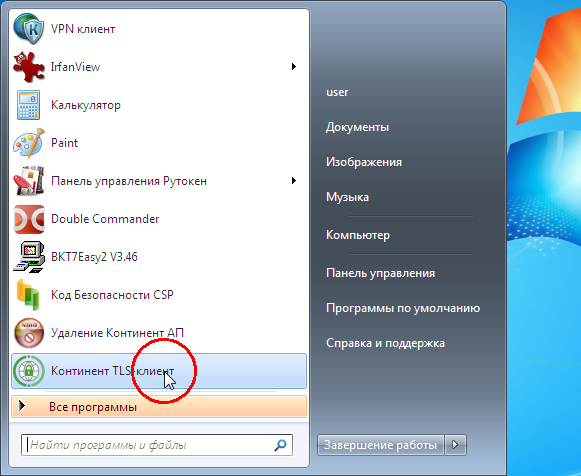 VPN клиент
IrfanView
Калькулятор
Paint
Панель управления Рутокен
Double Commander
ВКТ7Easy2 V3.46
Код Безопасности CSP
Удаление Континент АП
Континент TLS-клиент
Все программы
Найти программы и файлы
user
Документы
Изображения
Музыка
Компьютер
Панель управления
Программы по умолчанию
Справка и поддержка
Завершение работы